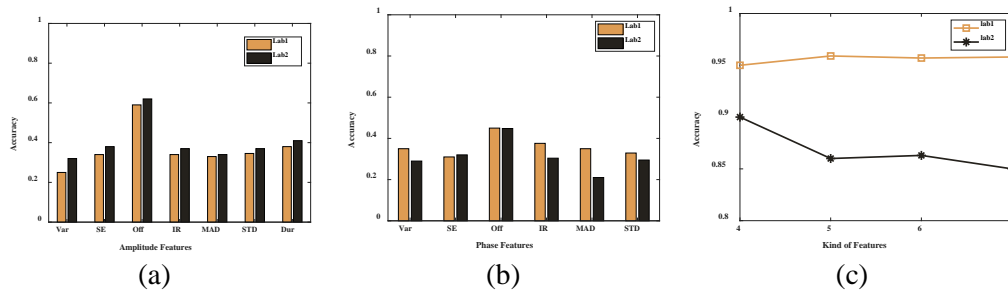 1
0.8
0.6
0.4
0.2
0
Accuracy
Lab1
Lab2
Var SE Off IR MAD STD Dur
Amplitude Features
(a)
1
0.8
0.6
0.4
0.2
0
Accuracy
Lab1
Lab2
Var SE Off IR MAD STD
Phase Features
(b)
1
0.95
0.9
0.85
0.8
Accuracy
lab1
lab2
4 5 6
Kind of Features
(c)